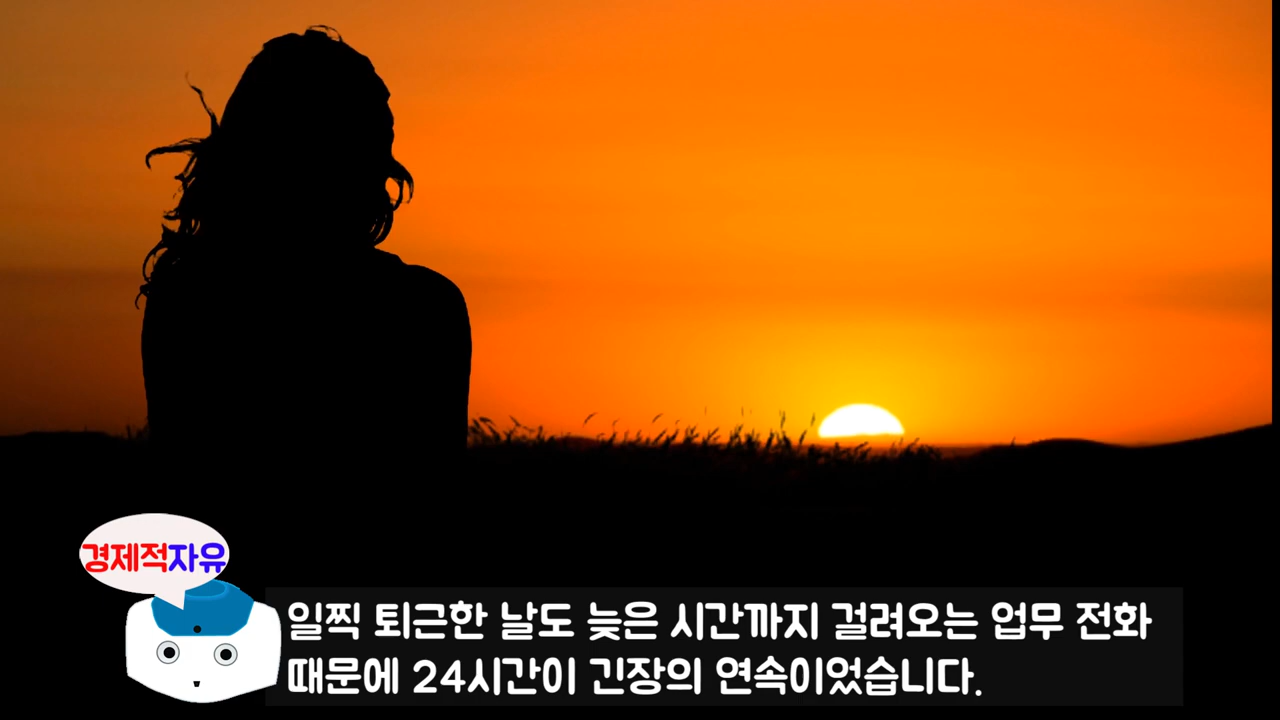 경제적자유
일찍 퇴근한 날도 늦은 시간까지 걸려오는 업무 전화
때문에 24시간이 긴장의 연속이었습니다.